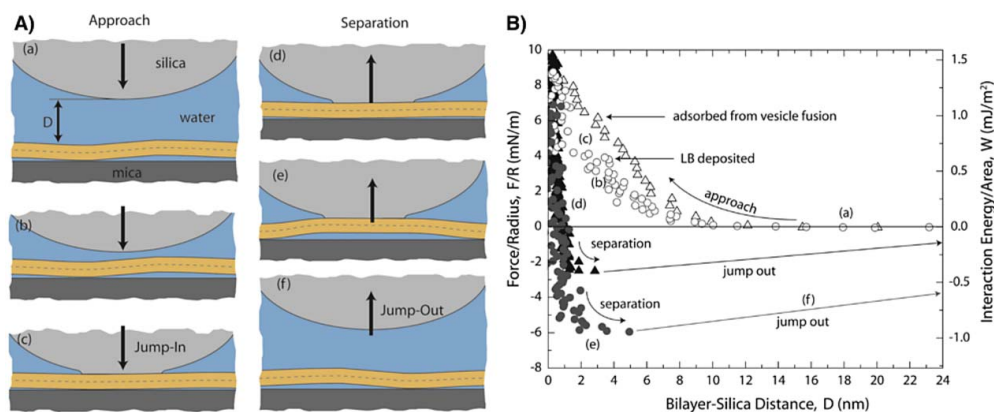 A)
Approach
Separation
(a)
silica
D
water
mica
(b)
(c)
Jump-In
(d)
(e)
(f)
Jump-Out
B)
Force/Radius, F/R (mN/m)
10
8
6
4
2
0
-2
-4
-6
-8
adsorbed from vesicle fusion
(c)
LB deposited
(b)
approach
(d)
(a)
separation
jump out
separation
(f)
jump out
(e)
0 2 4 6 8 10 12 14 16 18 20 22 24
Bilayer-Silica Distance, D (nm)
1.5
1.0
0.5
0.0
-0.5
-1.0
Interaction Energy/Area, W (mJ/m²)